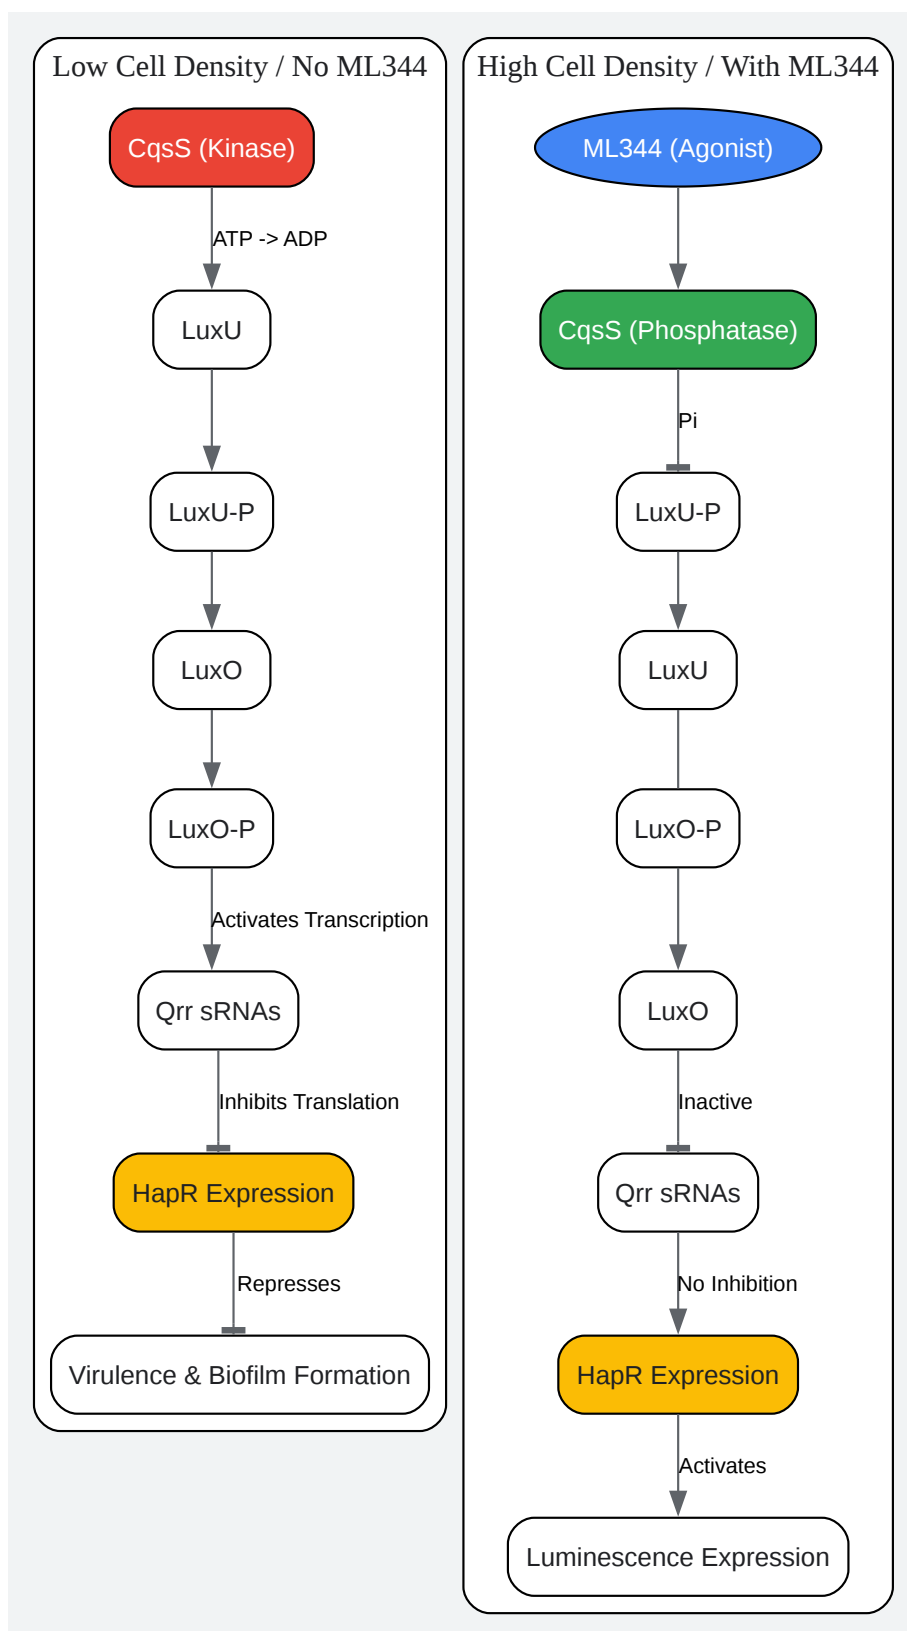 Low Cell Density / No ML344
CqsS (Kinase)
ATP -> ADP
LuxU
LuxU-P
LuxO
LuxO-P
Activates Transcription
Qrr sRNAs
Inhibits Translation
HapR Expression
Represses
Virulence & Biofilm Formation
High Cell Density / With ML344
ML344 (Agonist)
CqsS (Phosphatase)
Pi
LuxU-P
LuxU
LuxO-P
LuxO
Inactive
Qrr sRNAs
No Inhibition
HapR Expression
Activates
Luminescence Expression